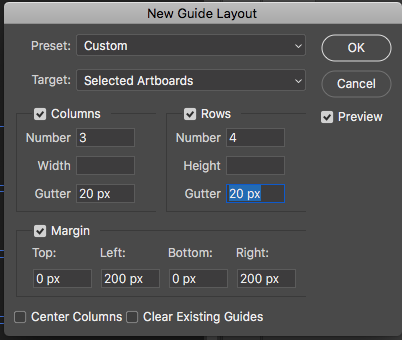 New Guide Layout
Preset: Custom OK
Target: Selected Artboards Cancel
Columns Rows Preview
Number 3 Number 4
Width Height
Gutter 20 px Gutter 20 px
Margin
Top: Left: Bottom: Right:
0 px 200 px 0 px 200 px
Center Columns Clear Existing Guides